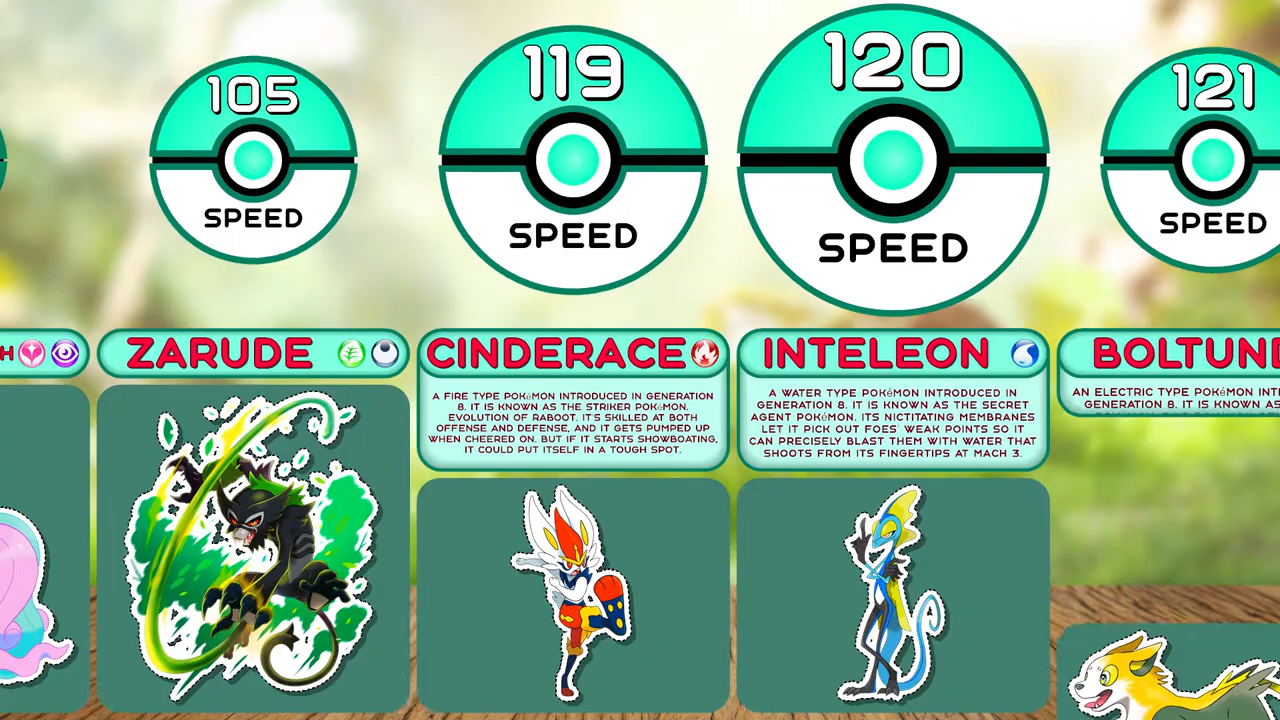 105
SPEED
119
SPEED
120
SPEED
121
SPEED
H
ZARUDE
CINDERACE
A FIRE TYPE POKéMON INTRODUCED IN GENERATION
8. IT IS KNOWN AS THE STRIKER POKéMON.
EVOLUTION OF RABOOT. IT'S SKILLED AT BOTH
OFFENSE AND DEFENSE, AND IT GETS PUMPED UP
WHEN CHEERED ON. BUT IF IT STARTS SHOWBOATING,
IT COULD PUT ITSELF IN A TOUGH SPOT.
INTELEON
A WATER TYPE POKéMON INTRODUCED IN
GENERATION 8. IT IS KNOWN AS THE SECRET
AGENT POKéMON. ITS NICTITATING MEMBRANES
LET IT PICK OUT FOES' WEAK POINTS SO IT
CAN PRECISELY BLAST THEM WITH WATER THAT
SHOOTS FROM ITS FINGERTIPS AT MACH 3.
BOLTUN
AN ELECTRIC TYPE POKéMON INT
GENERATION 8. IT IS KNOWN AS